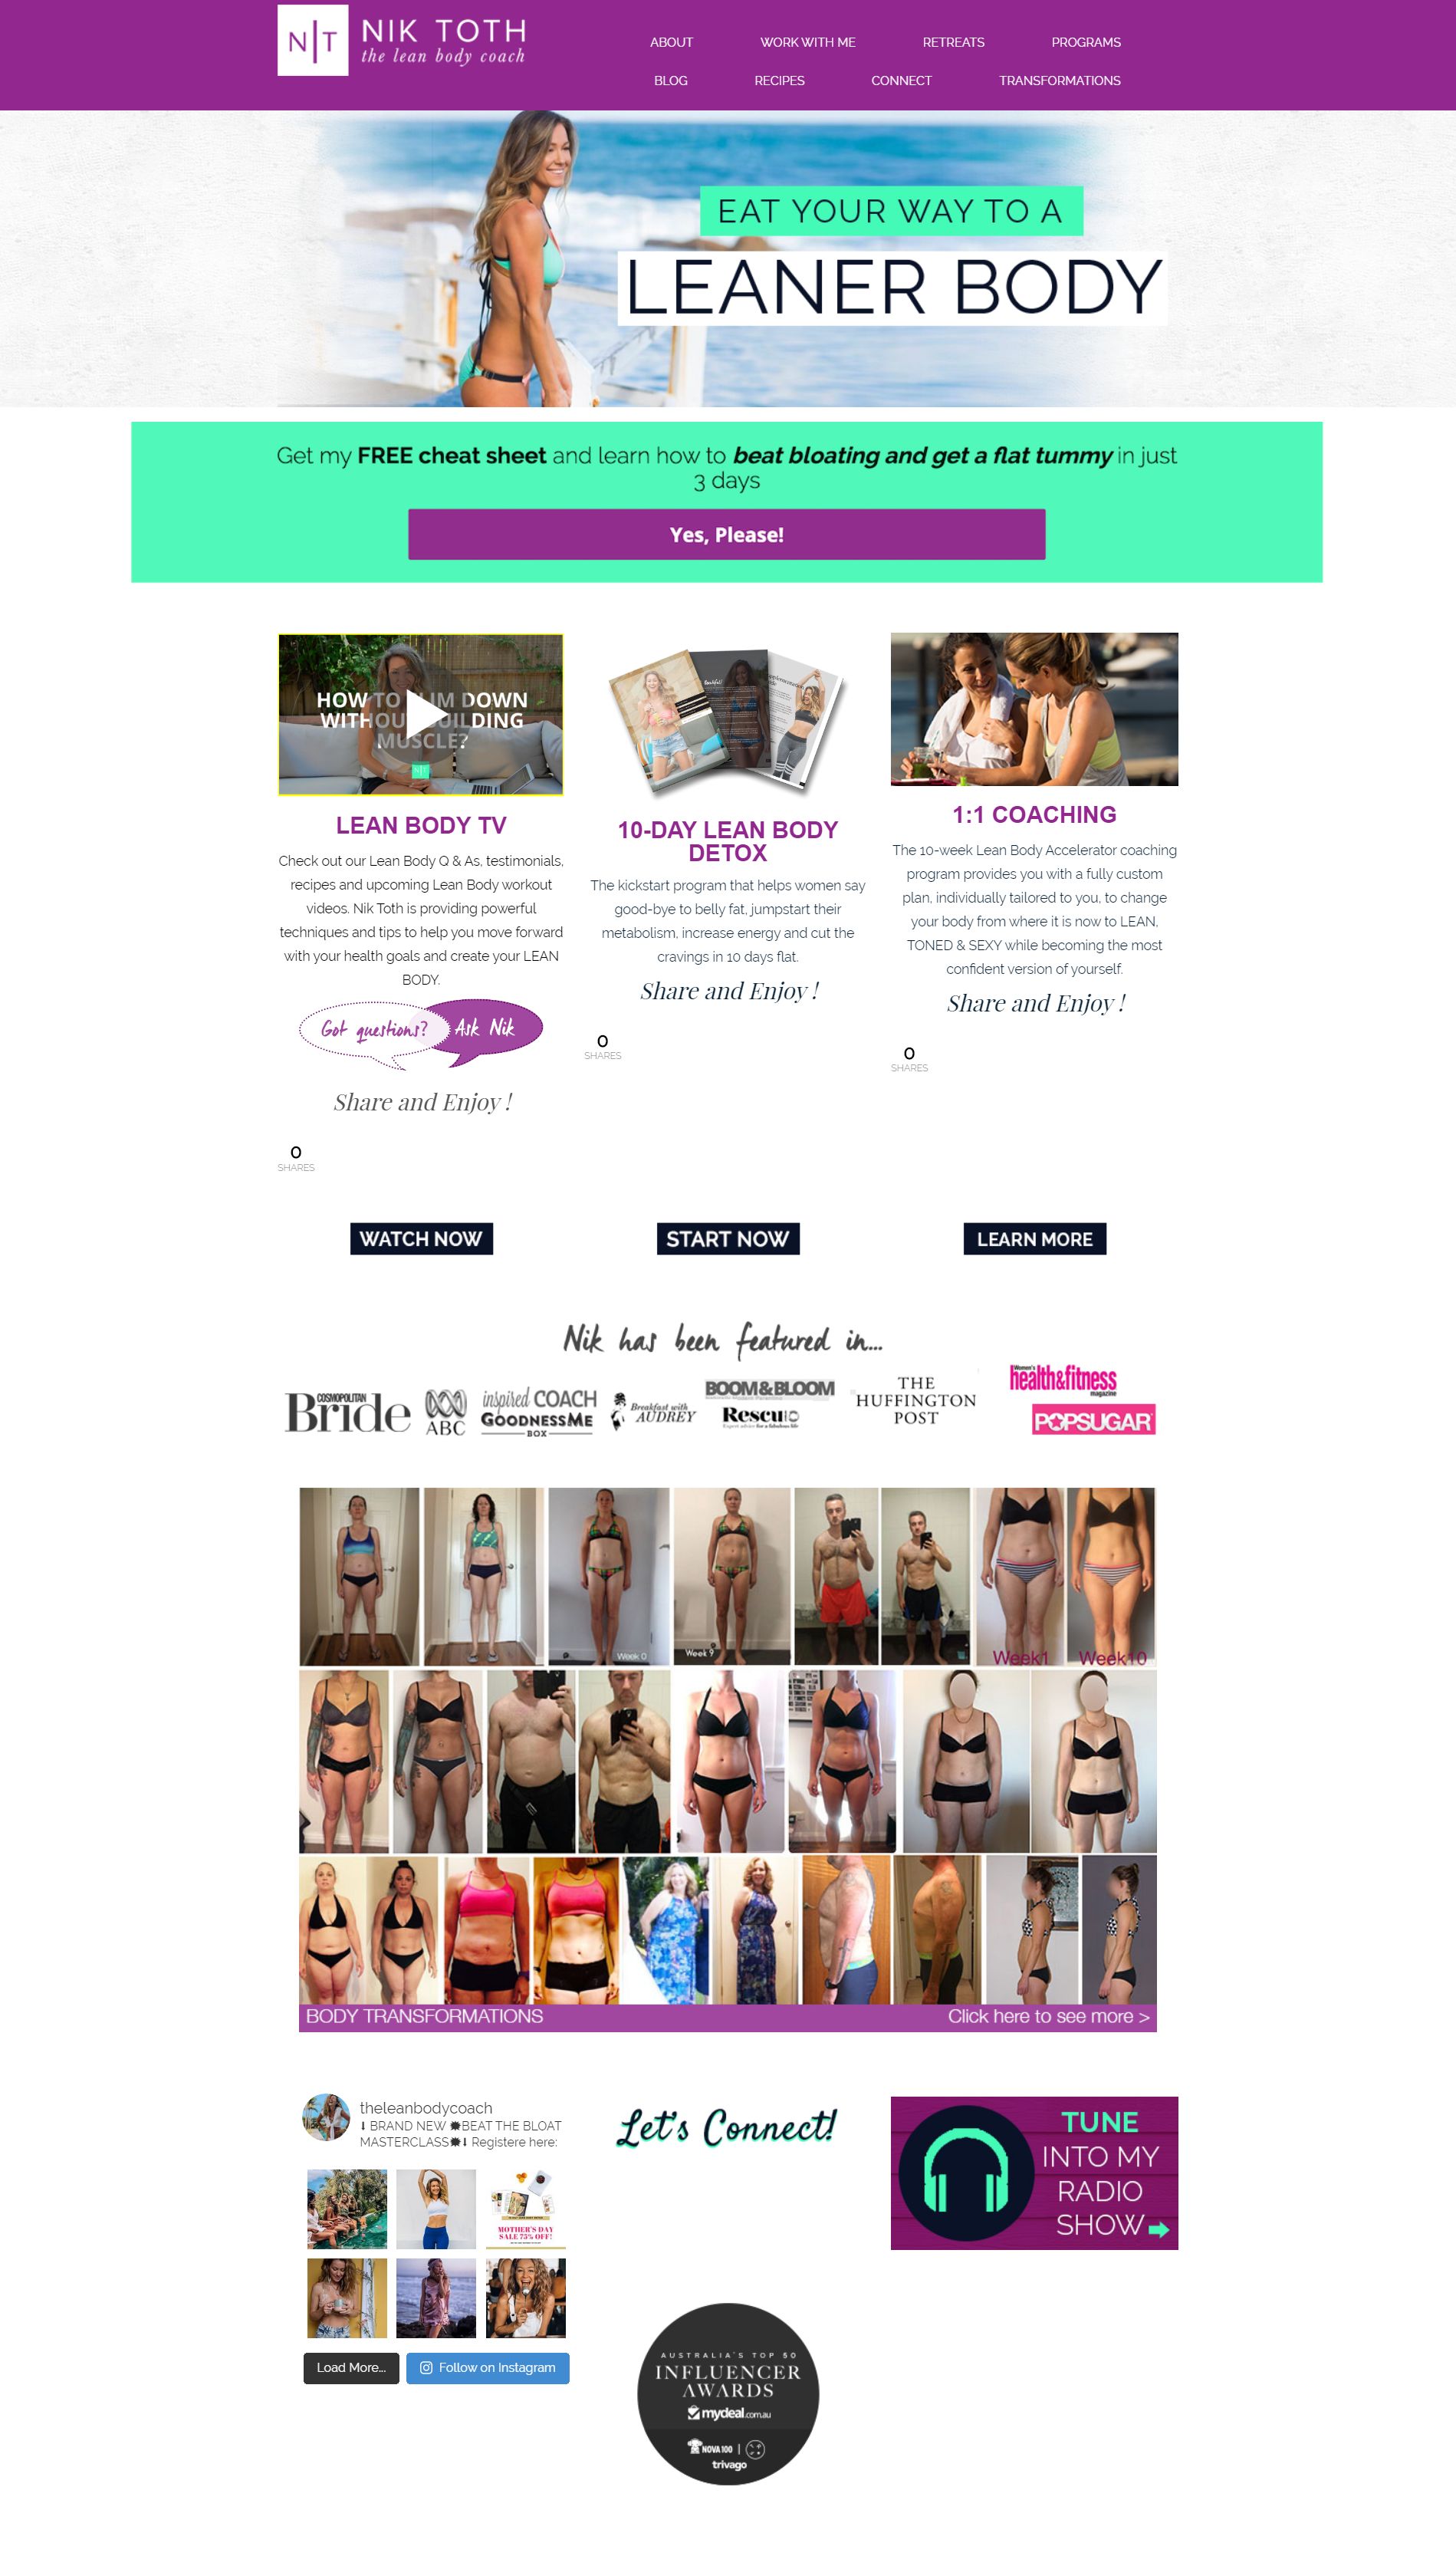 N|T
NIK TOTH
the lean body coach
ABOUT
WORK WITH ME
RETREATS
PROGRAMS
BLOG
RECIPES
CONNECT
TRANSFORMATIONS
EAT YOUR WAY TO A
LEANER BODY
Get my FREE cheat sheet and learn how to beat bloating and get a flat tummy in just
3 days
Yes, Please!
HOW TO SLIM DOWN
WITHOUT BUILDING
MUSCLE?
LEAN BODY TV
Check out our Lean Body Q & As, testimonials,
recipes and upcoming Lean Body workout
videos. Nik Toth is providing powerful
techniques and tips to help you move forward
with your health goals and create your LEAN
BODY.
Got questions?
Ask Nik
Share and Enjoy !
0
SHARES
WATCH NOW
10-DAY LEAN BODY
DETOX
The kickstart program that helps women say
good-bye to belly fat, jumpstart their
metabolism, increase energy and cut the
cravings in 10 days flat.
Share and Enjoy !
0
SHARES
START NOW
1:1 COACHING
The 10-week Lean Body Accelerator coaching
program provides you with a fully custom
plan, individually tailored to you, to change
your body from where it is now to LEAN,
TONED & SEXY while becoming the most
confident version of yourself.
Share and Enjoy !
0
SHARES
LEARN MORE
Nik has been featured in...
COSMOPOLITAN
Bride
ABC
inspired COACH
GOODNESSME
BOX
Breakfast with
AUDREY
BOOM & BLOOM
Rescu
Expert advice for a fabulous life
THE
HUFFINGTON
POST
Women's
health&fitness
magazine
POPSUGAR
Week 0
Week 9
Week1
Week10
BODY TRANSFORMATIONS
Click here to see more >
theleanbodycoach
BRAND NEW BEAT THE BLOAT
MASTERCLASS Registere here:
MOTHER'S DAY
SALE 75% OFF!
Load More...
Follow on Instagram
Let's Connect!
AUSTRALIA'S TOP 50
INFLUENCER
AWARDS
mydeal.com.au
NOVA 100
trivago
TUNE
INTO MY
RADIO
SHOW